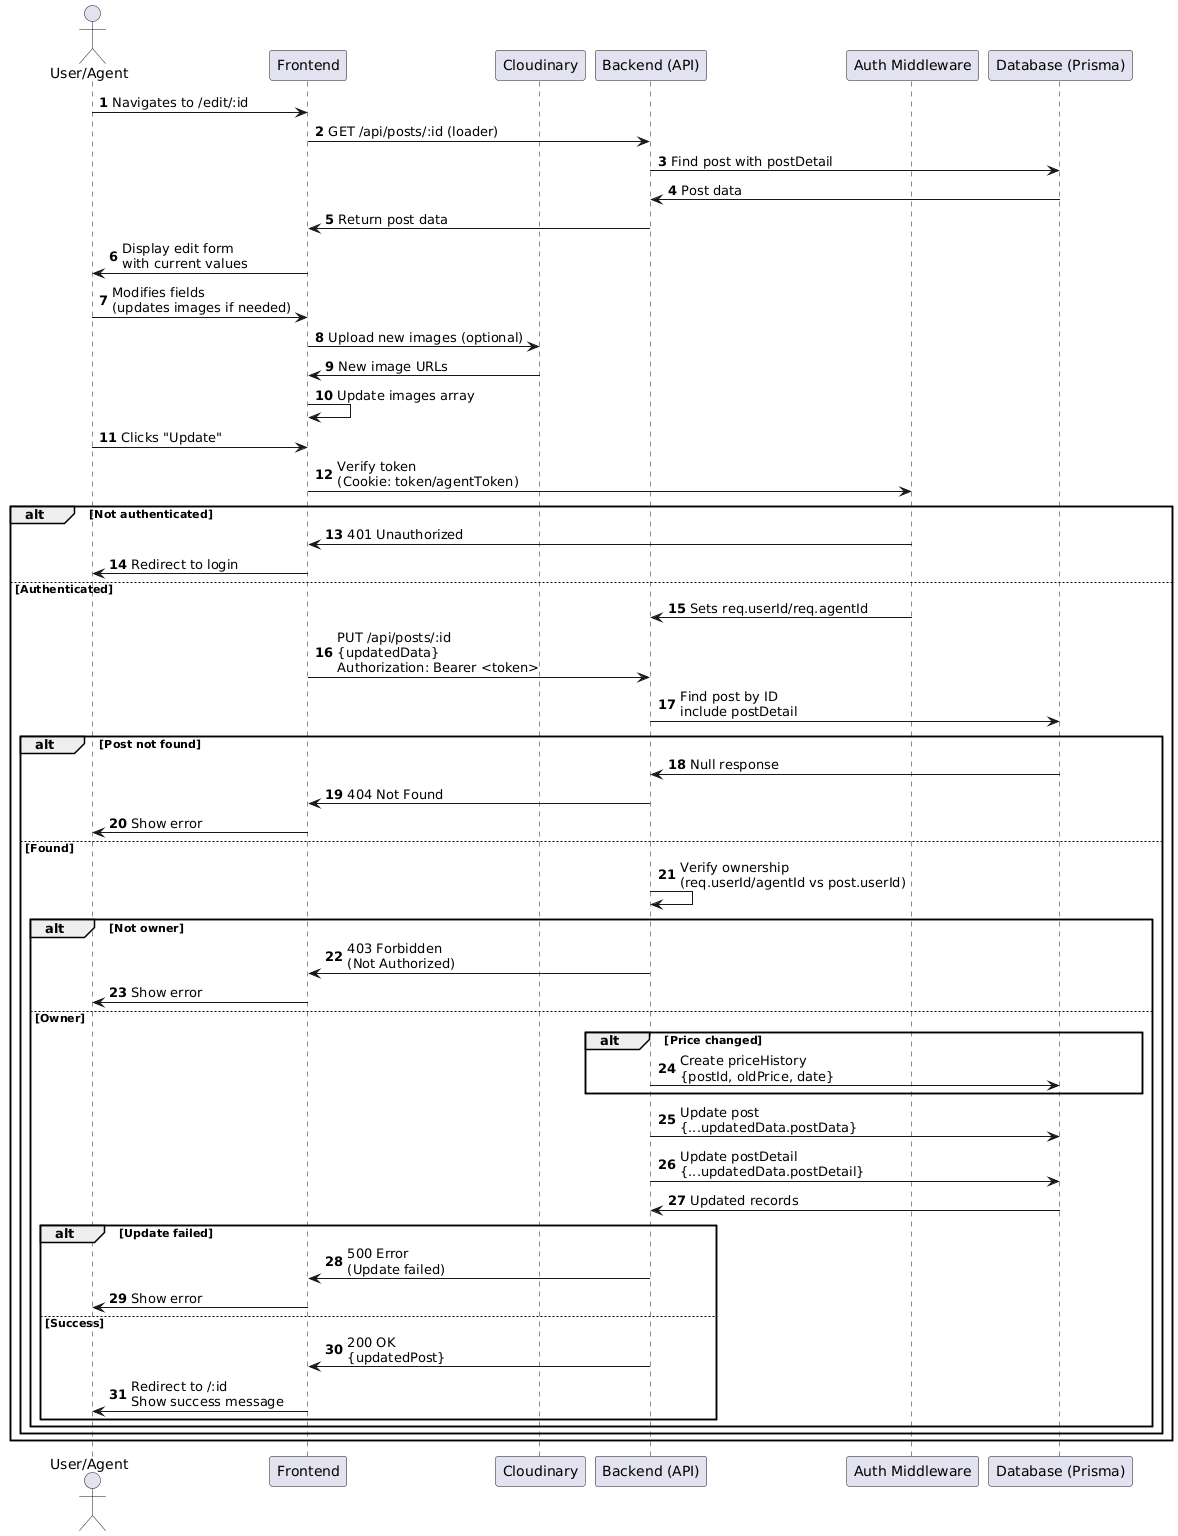 User/Agent
Frontend
Cloudinary
Backend (API)
Auth Middleware
Database (Prisma)
1 Navigates to /edit/:id
2 GET /api/posts/:id (loader)
3 Find post with postDetail
4 Post data
5 Return post data
6 Display edit form
with current values
7 Modifies fields
(updates images if needed)
8 Upload new images (optional)
9 New image URLs
10 Update images array
11 Clicks "Update"
12 Verify token
(Cookie: token/agentToken)
alt [Not authenticated]
13 401 Unauthorized
14 Redirect to login
[Authenticated]
15 Sets req.userId/req.agentId
16 PUT /api/posts/:id
{updatedData}
Authorization: Bearer <token>
17 Find post by ID
include postDetail
alt [Post not found]
18 Null response
19 404 Not Found
20 Show error
[Found]
21 Verify ownership
(req.userId/agentId vs post.userId)
alt [Not owner]
22 403 Forbidden
(Not Authorized)
23 Show error
[Owner]
alt [Price changed]
24 Create priceHistory
{postId, oldPrice, date}
25 Update post
{...updatedData.postData}
26 Update postDetail
{...updatedData.postDetail}
27 Updated records
alt [Update failed]
28 500 Error
(Update failed)
29 Show error
[Success]
30 200 OK
{updatedPost}
31 Redirect to /:id
Show success message
User/Agent
Frontend
Cloudinary
Backend (API)
Auth Middleware
Database (Prisma)